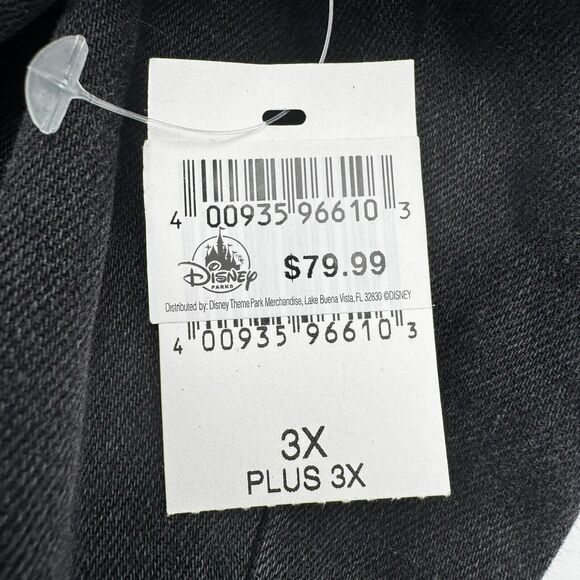 4 00935 96610 3
DISNEY
PARKS
$79.99
Distributed by: Disney Theme Park Merchandise, Lake Buena Vista, FL 32830 ©DISNEY
4 00935 96610 3
3X
PLUS 3X